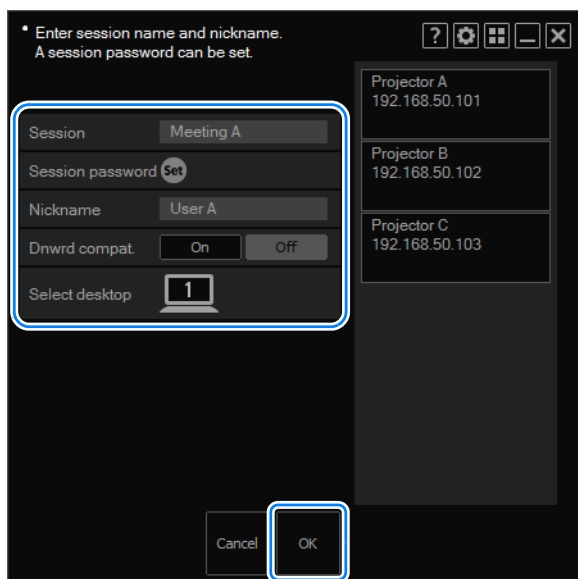 • Enter session name and nickname.
A session password can be set.
?
Projector A
192.168.50.101
Projector B
192.168.50.102
Projector C
192.168.50.103
Session Meeting A
Session password Set
Nickname User A
Dnwrd compat. On Off
Select desktop 1
Cancel OK